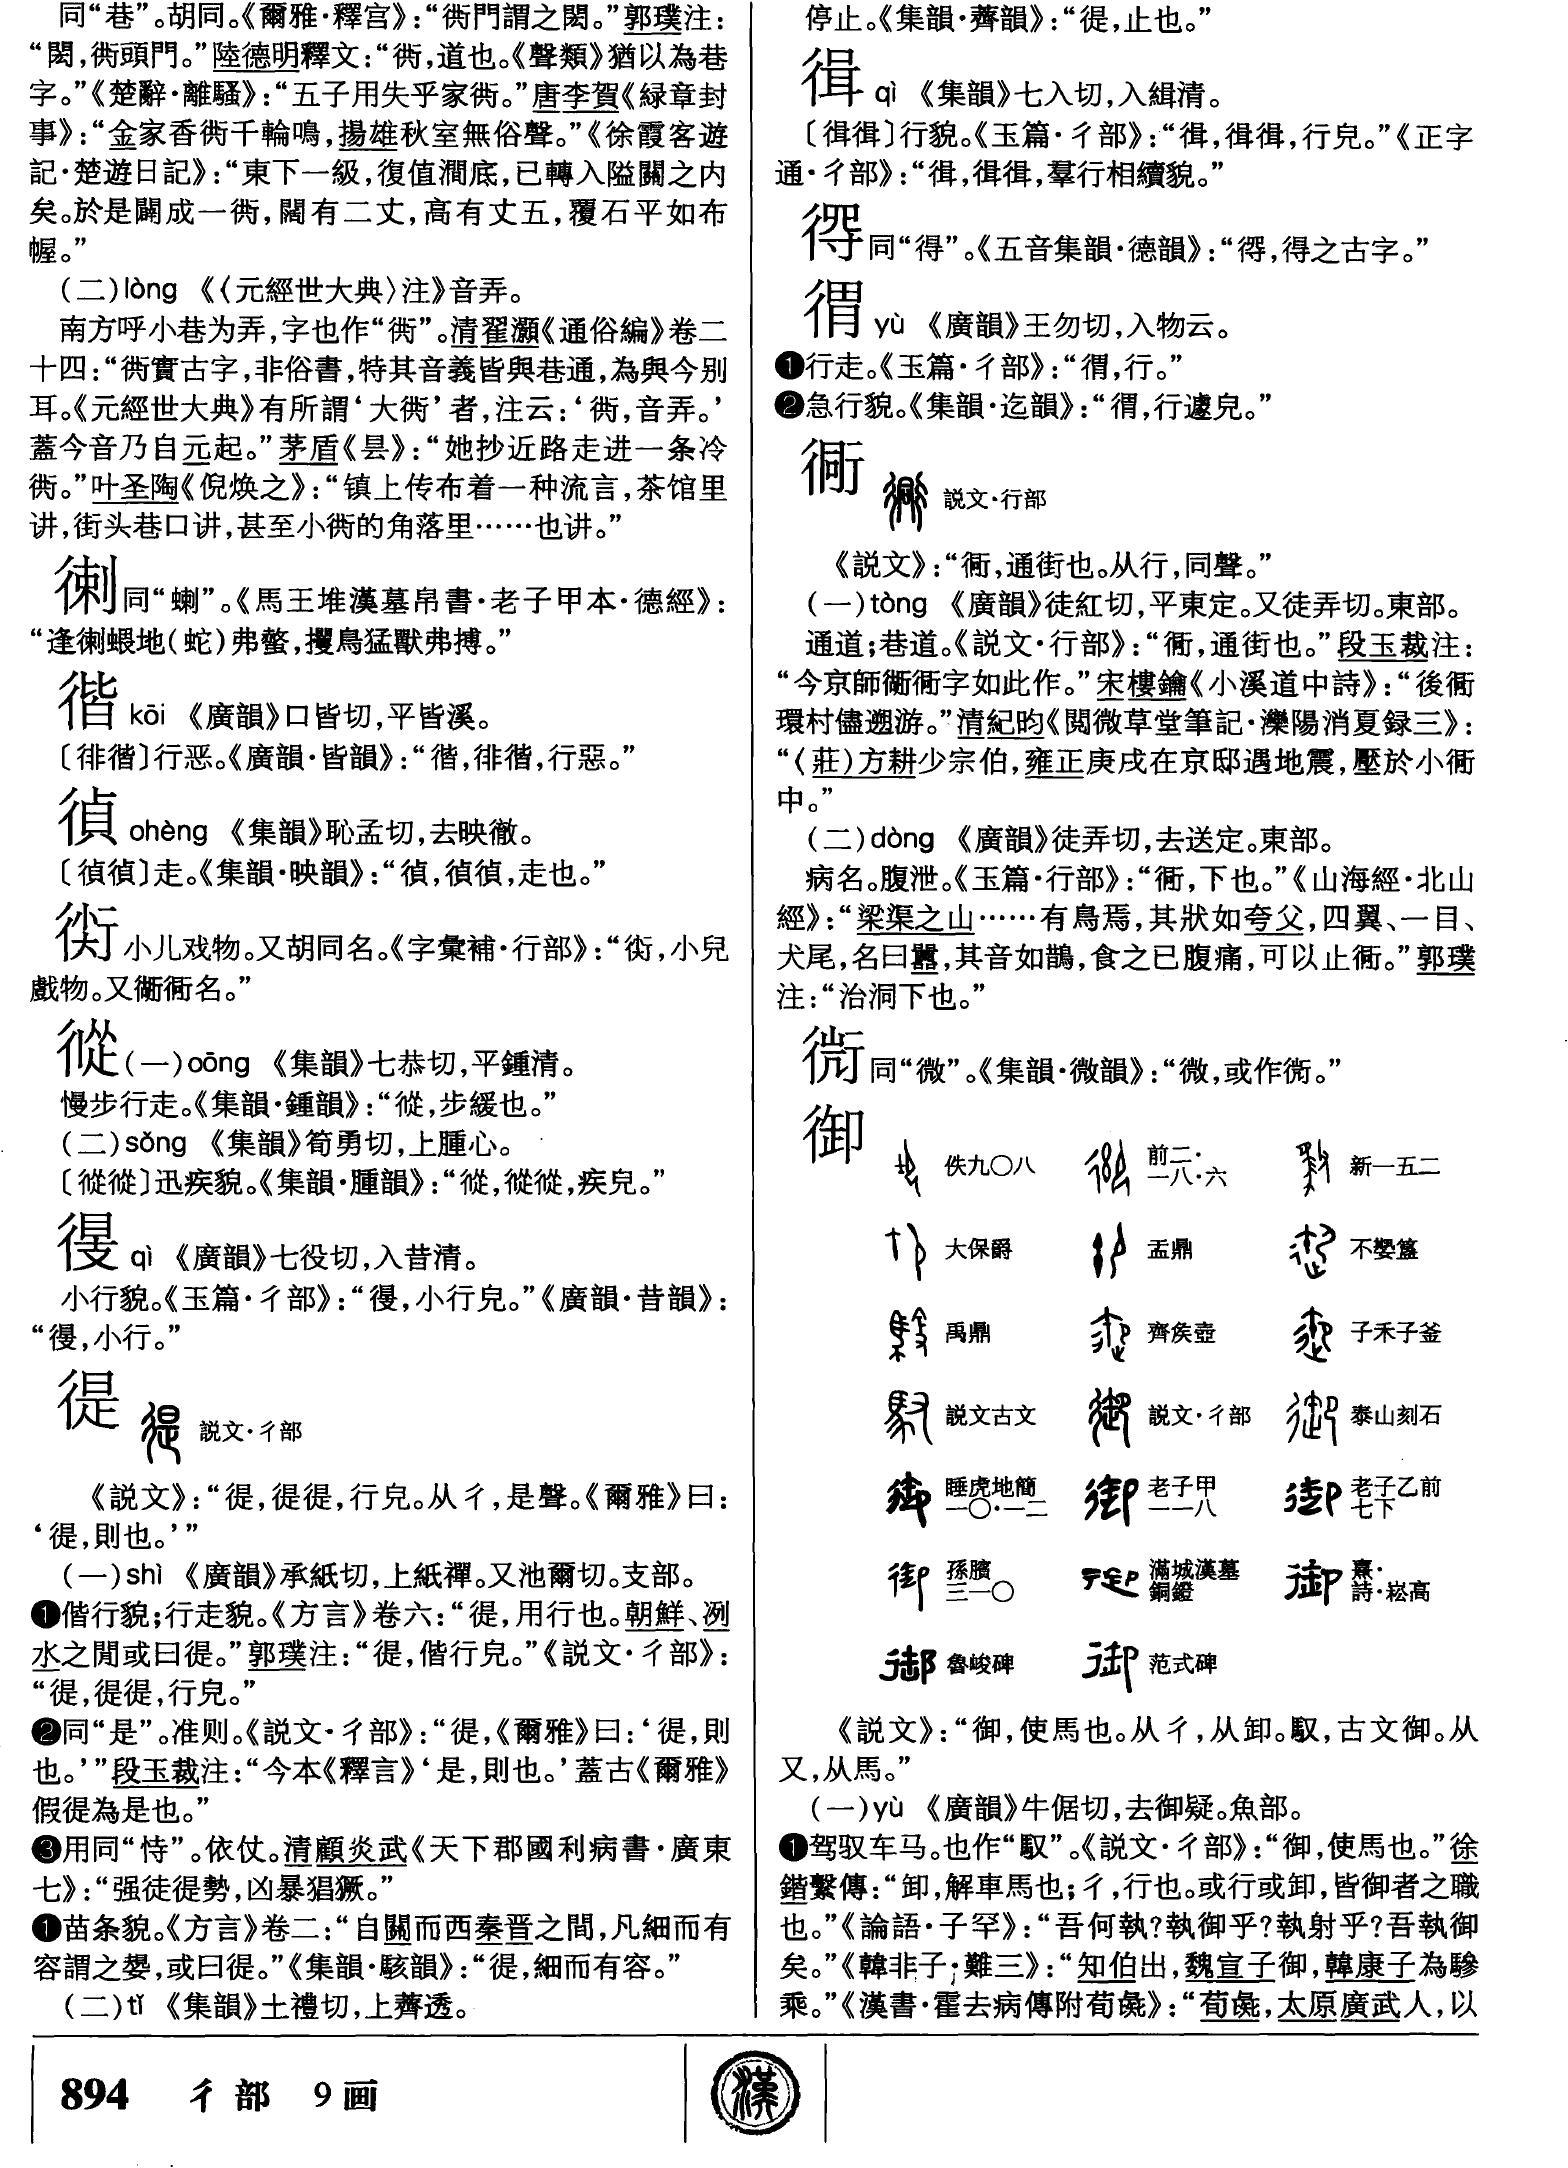 同“巷”。胡同。《爾雅·釋宫》：“衖門謂之閎。”郭璞注：
“閎，衖頭門。”陸德明釋文：“衖，道也。《聲類》猶以為巷
字。”《楚辭·離騷》：“五子用失乎家衖。”唐李賀《緑章封
事》：“金家香衖千輪鳴，揚雄秋室無俗聲。”《徐霞客遊
記·楚遊日記》：“東下一級，復值澗底，已轉入隘關之内
矣。於是闢成一衖，闊有二丈，高有丈五，覆石平如布
幄。”
（二）lòng 《〈元經世大典〉注》音弄。
南方呼小巷为弄，字也作“衖”。清翟灝《通俗編》卷二
十四：“衖實古字，非俗書，特其音義皆與巷通，為與今别
耳。《元經世大典》有所謂‘大衖’者，注云：‘衖，音弄。’
蓋今音乃自元起。”茅盾《昙》：“她抄近路走进一条冷
衖。”叶圣陶《倪焕之》：“镇上传布着一种流言，茶馆里
讲，街头巷口讲，甚至小衖的角落里……也讲。”
同“蝲”。《馬王堆漢墓帛書·老子甲本·德經》：
“逢㣨蝟地（蛇）弗螫，攫鳥猛獸弗搏。”
徣 kāi 《廣韻》口皆切，平皆溪。
〔徘〕行恶。《廣韻·皆韻》：“徘，行惡。”
偵 ohèng 《集韻》恥孟切，去映徹。
走。《集韻·映韻》：“走也。”
小儿戏物。又胡同名。《字彙補·行部》：“小兒
戲物。又衚衕名。”
（一）oōng 《集韻》七恭切，平鍾清。
慢步行走。《集韻·鍾韻》：“步緩也。”
（二）sǒng 《集韻》筍勇切，上腫心。
迅疾貌。《集韻·腫韻》：“疾皃。”
qì 《廣韻》七役切，入昔清。
小行貌。《玉篇·彳部》：“小行皃。”《廣韻·昔韻》：
“小行。”
徥 説文·彳部
《説文》：“徥，徥徥，行皃。从彳，是聲。《爾雅》曰：
‘徥，則也。’”
（一）shì 《廣韻》承紙切，上紙禪。又池爾切。支部。
❶偕行貌；行走貌。《方言》卷六：“徥，用行也。朝鮮、洌
水之閒或曰徥。”郭璞注：“徥，偕行皃。”《説文·彳部》：
“徥，徥徥，行皃。”
❷同“是”。准则。《説文·彳部》：“徥，《爾雅》曰：‘徥，則
也。’”段玉裁注：“今本《釋言》‘是，則也。’蓋古《爾雅》
假徥為是也。”
❸用同“恃”。依仗。清顧炎武《天下郡國利病書·廣東
七》：“强徒徥勢，凶暴猖獗。”
❶苗条貌。《方言》卷二：“自關而西秦晋之間，凡細而有
容謂之嫢，或曰徥。”《集韻·駭韻》：“徥，細而有容。”
（二）tǐ 《集韻》土禮切，上薺透。
894 彳部 9画
停止。《集韻·薺韻》：“徥，止也。”
qì 《集韻》七入切，入緝清。
行貌。《玉篇·彳部》：“行皃。”《正字
通·彳部》：“羣行相續貌。”
同“得”。《五音集韻·德韻》：“得之古字。”
yù 《廣韻》王勿切，入物云。
❶行走。《玉篇·彳部》：“行。”
❷急行貌。《集韻·迄韻》：“行遽皃。”
衕 説文·行部
《説文》：“衕，通街也。从行，同聲。”
（一）tòng 《廣韻》徒紅切，平東定。又徒弄切。東部。
通道；巷道。《説文·行部》：“衕，通街也。”段玉裁注：
“今京師衚衕字如此作。”宋樓鑰《小溪道中詩》：“後衕
環村儘遡游。”清紀昀《閲微草堂筆記·灤陽消夏録三》：
“（莊）方耕少宗伯，雍正庚戌在京邸遇地震，壓於小衕
中。”
（二）dòng 《廣韻》徒弄切，去送定。東部。
病名。腹泄。《玉篇·行部》：“衕，下也。”《山海經·北山
經》：“梁渠之山……有鳥焉，其狀如夸父，四翼、一目、
犬尾，名曰囂，其音如鵲，食之已腹痛，可以止衕。”郭璞
注：“治洞下也。”
同“微”。《集韻·微韻》：“微，或作。”
御
佚九〇八 前二·一八·六 新一五二
大保爵 盂鼎 不𡢁簋
禹鼎 齊矦壺 子禾子釜
説文古文 説文·彳部 泰山刻石
睡虎地簡一〇·一二 老子甲一一八 老子乙前七下
孫臏三一〇 滿城漢墓銅鐙 熹·詩·崧高
魯峻碑 范式碑
《説文》：“御，使馬也。从彳，从卸。馭，古文御。从
又，从馬。”
（一）yù 《廣韻》牛倨切，去御疑。魚部。
❶驾驭车马。也作“馭”。《説文·彳部》：“御，使馬也。”徐
鍇繫傳：“卸，解車馬也；彳，行也。或行或卸，皆御者之職
也。”《論語·子罕》：“吾何執？執御乎？執射乎？吾執御
矣。”《韓非子·難三》：“知伯出，魏宣子御，韓康子為驂
乘。”《漢書·霍去病傳附荀彘》：“荀彘，太原廣武人，以